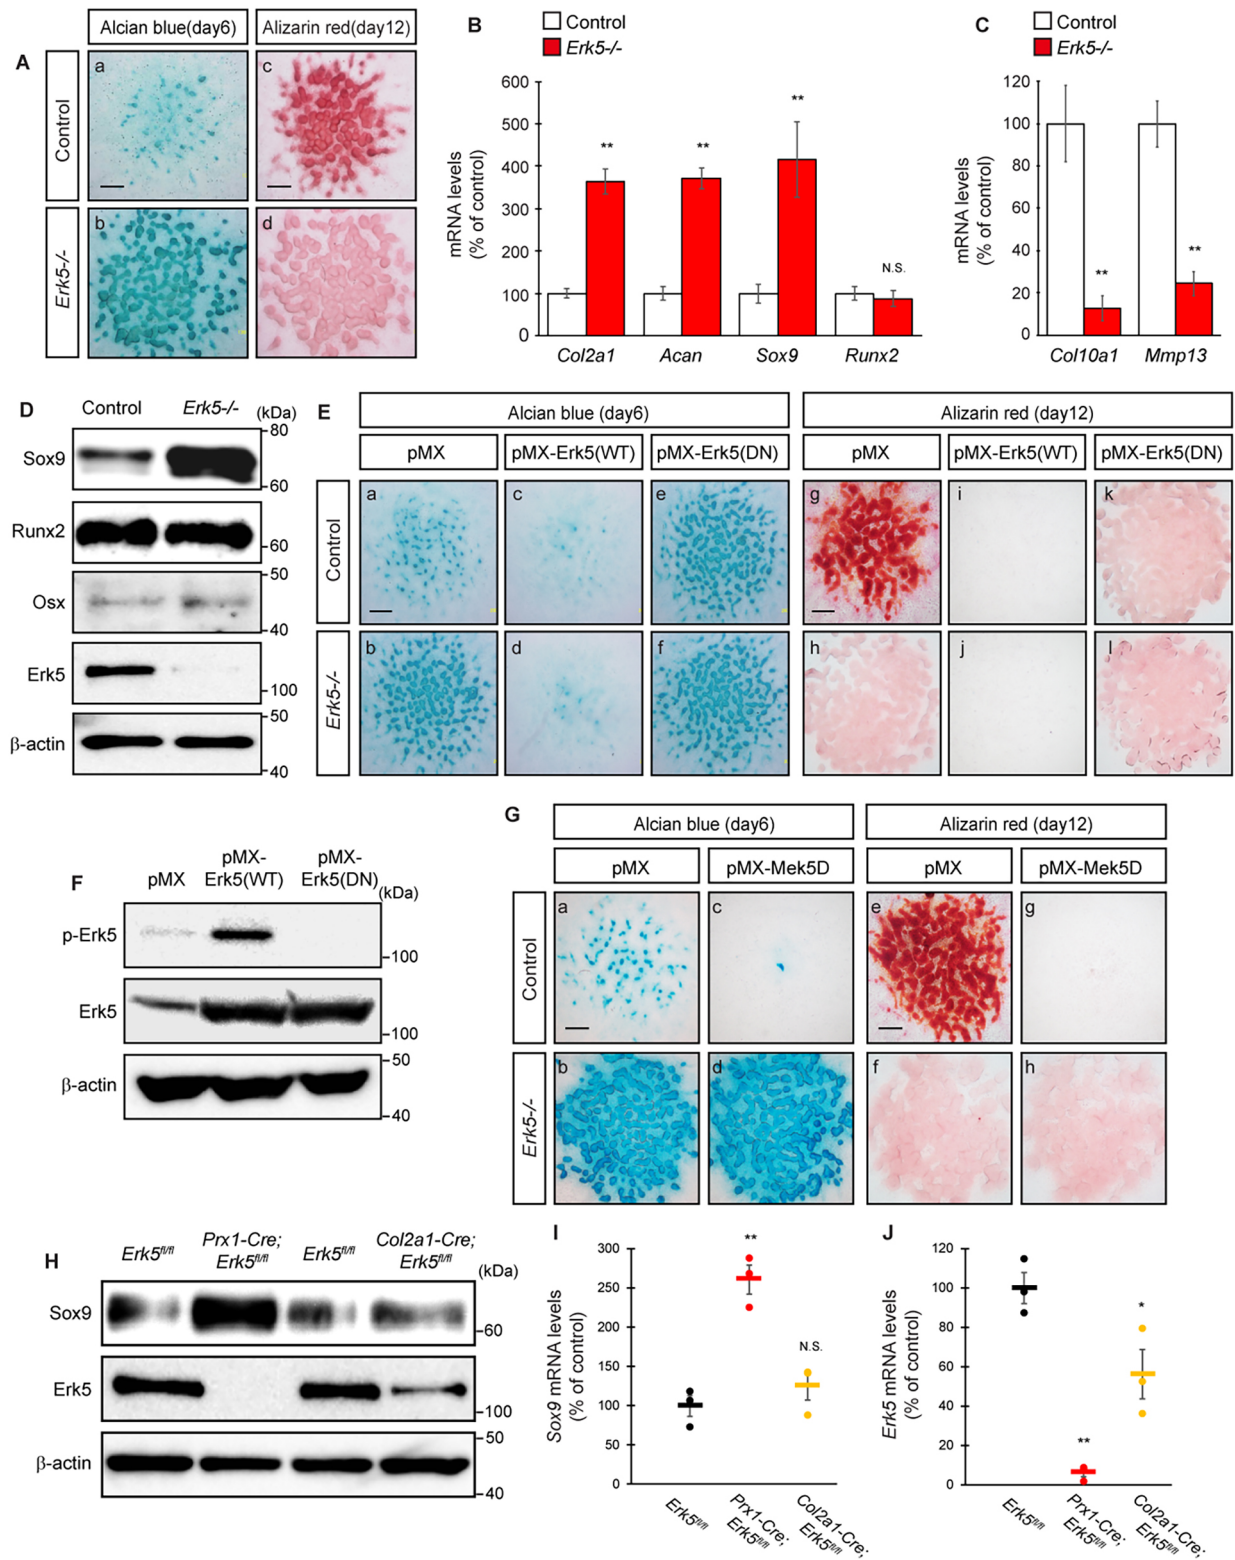 A
Alcian blue(day6)
Alizarin red(day12)
Control
Erk5-/-
a
c
b
d
B
Control
Erk5-/-
mRNA levels
(% of control)
600
500
400
300
200
100
0
**
**
**
N.S.
Col2a1
Acan
Sox9
Runx2
C
Control
Erk5-/-
mRNA levels
(% of control)
120
100
80
60
40
20
0
**
**
Col10a1
Mmp13
D
Control
Erk5-/-
(kDa)
Sox9
80
60
Runx2
60
Osx
50
40
Erk5
100
β-actin
50
40
E
Alcian blue (day6)
Alizarin red (day12)
pMX
pMX-Erk5(WT)
pMX-Erk5(DN)
pMX
pMX-Erk5(WT)
pMX-Erk5(DN)
Control
a
c
e
g
i
k
Erk5-/-
b
d
f
h
j
l
F
pMX
pMX-
Erk5(WT)
pMX-
Erk5(DN)
(kDa)
p-Erk5
100
Erk5
100
β-actin
50
40
G
Alcian blue (day6)
Alizarin red (day12)
pMX
pMX-Mek5D
pMX
pMX-Mek5D
Control
a
c
e
g
Erk5-/-
b
d
f
h
H
Erk5fl/fl
Prx1-Cre;
Erk5fl/fl
Erk5fl/fl
Col2a1-Cre;
Erk5fl/fl
(kDa)
Sox9
60
Erk5
100
β-actin
50
40
I
Sox9 mRNA levels
(% of control)
300
250
200
150
100
50
0
**
N.S.
Erk5fl/fl
Prx1-Cre;
Erk5fl/fl
Col2a1-Cre;
Erk5fl/fl
J
Erk5 mRNA levels
(% of control)
120
100
80
60
40
20
0
**
*
Erk5fl/fl
Prx1-Cre;
Erk5fl/fl
Col2a1-Cre;
Erk5fl/fl